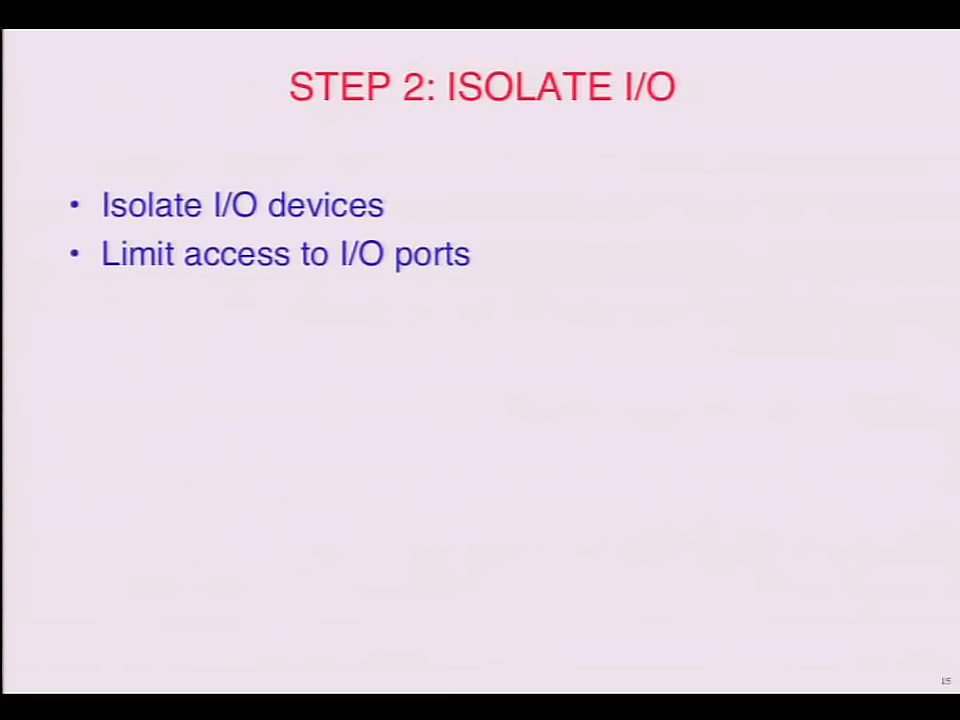 STEP 2: ISOLATE I/O
• Isolate I/O devices
• Limit access to I/O ports
15